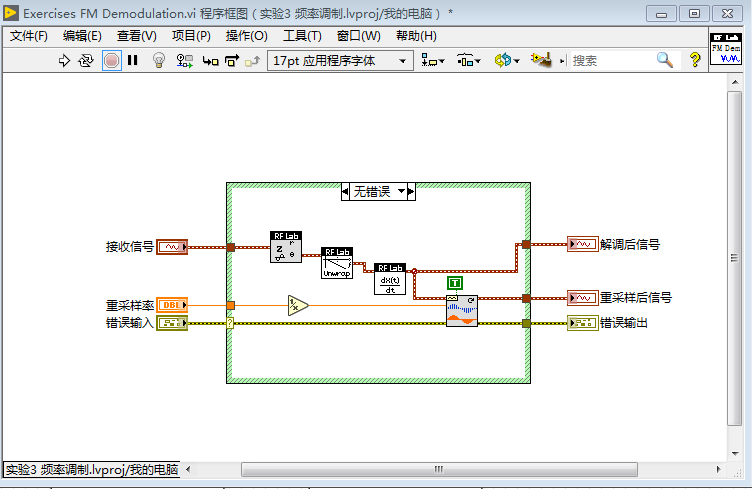 Exercises FM Demodulation.vi 程序框图 ( 实验3 频率调制.lvproj/我的电脑 ) *
文件(F) 编辑(E) 查看(V) 项目(P) 操作(O) 工具(T) 窗口(W) 帮助(H)
17pt 应用程序字体 搜索 ?
RF Lab
FM Dem
无错误
RF Lab
Z r θ
接收信号
RF Lab
Unwrap
RF Lab
dX(t)
dt
解调后信号
T
重采样率 DBL
1/x
重采样后信号
错误输入
?
错误输出
实验3 频率调制.lvproj/我的电脑